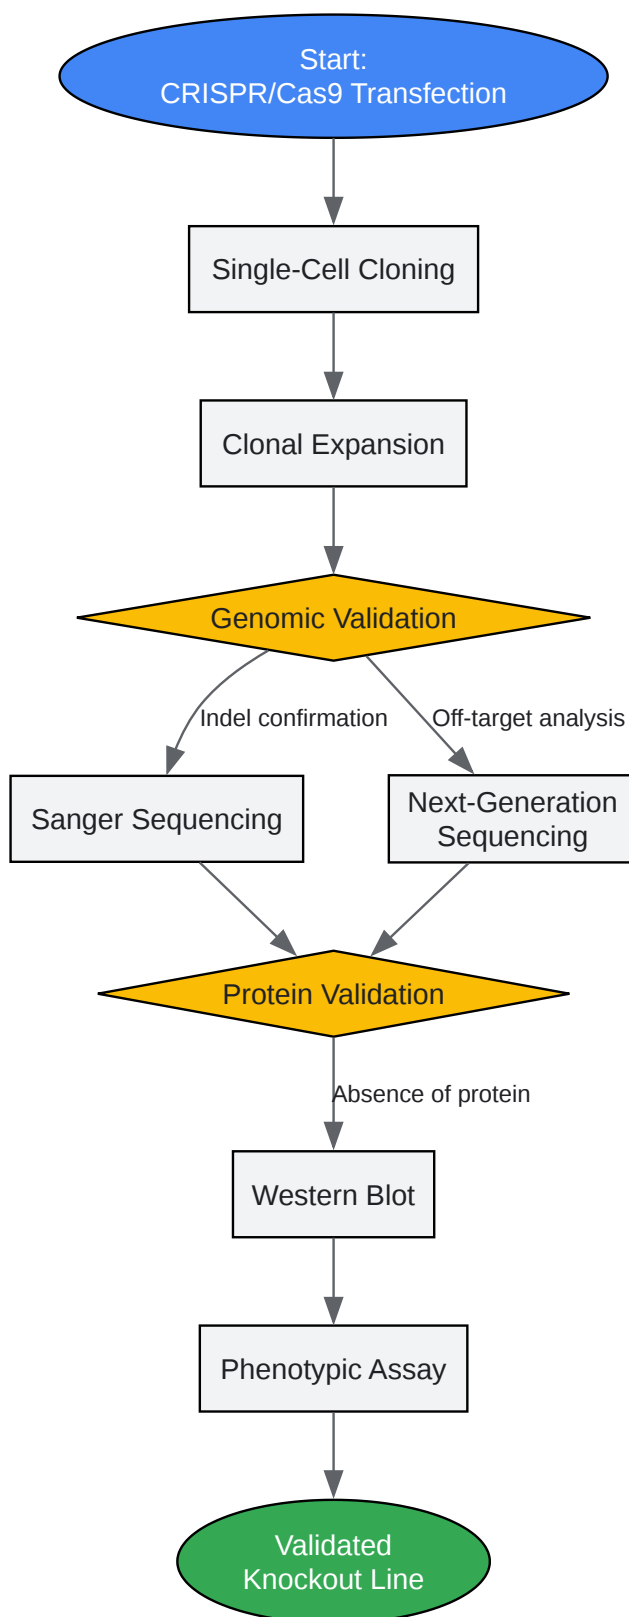 Start:
CRISPR/Cas9 Transfection
Single-Cell Cloning
Clonal Expansion
Genomic Validation
Indel confirmation
Off-target analysis
Sanger Sequencing
Next-Generation
Sequencing
Protein Validation
Absence of protein
Western Blot
Phenotypic Assay
Validated
Knockout Line